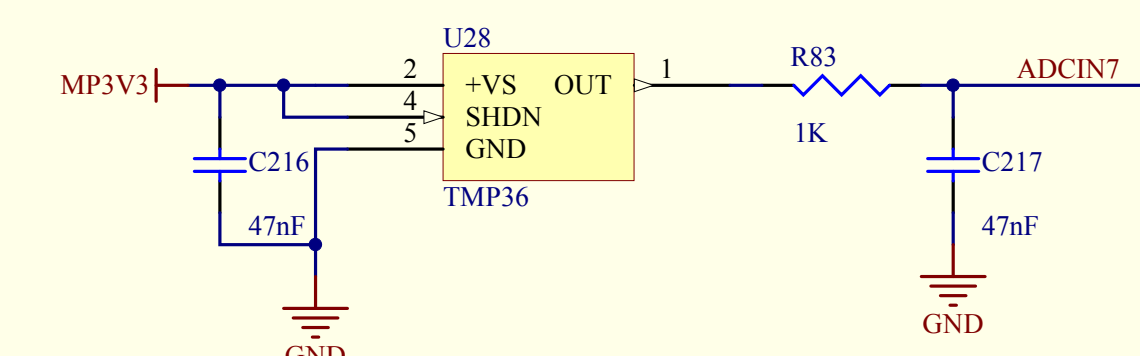 U28
MP3V3
2
+VS
OUT
1
R83
ADCIN7
4
SHDN
1K
5
GND
C216
C217
TMP36
47nF
47nF
GND
GND